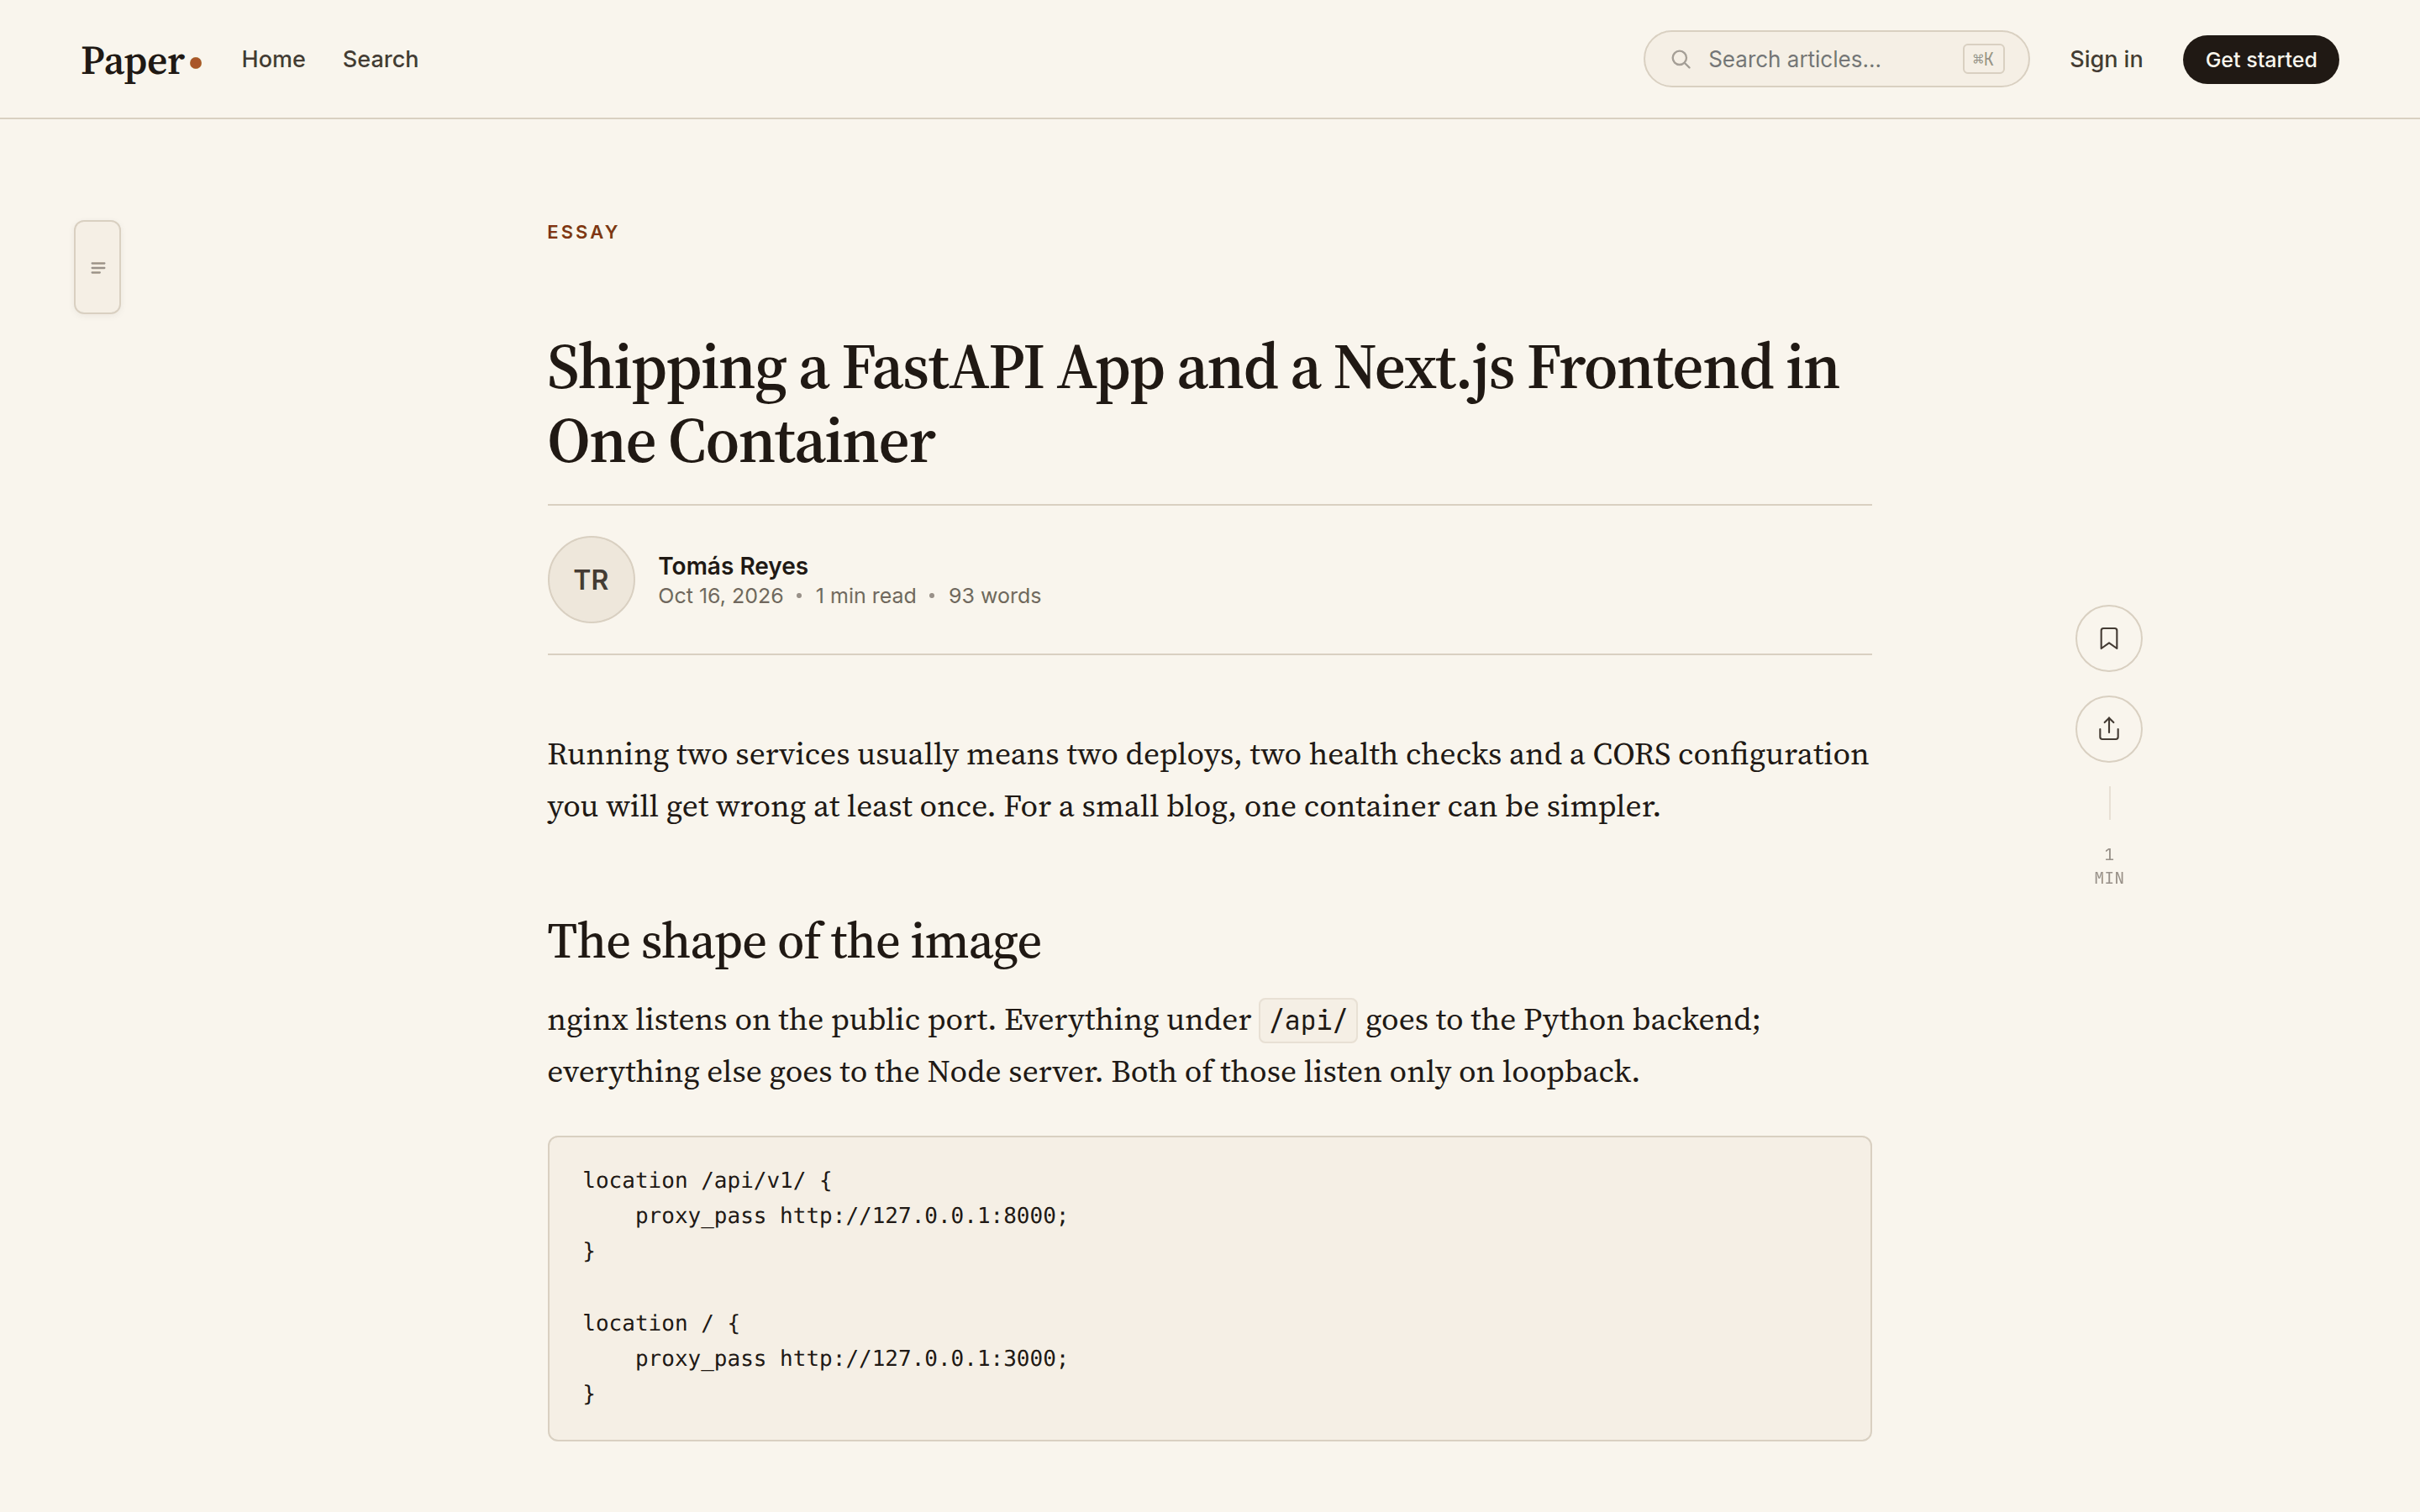 Paper
Home
Search
Search articles...
⌘K
Sign in
Get started
ESSAY
Shipping a FastAPI App and a Next.js Frontend in
One Container
TR
Tomás Reyes
Oct 16, 2026 • 1 min read • 93 words
Running two services usually means two deploys, two health checks and a CORS configuration
you will get wrong at least once. For a small blog, one container can be simpler.
1
MIN
The shape of the image
nginx listens on the public port. Everything under /api/ goes to the Python backend;
everything else goes to the Node server. Both of those listen only on loopback.
location /api/v1/ {
    proxy_pass http://127.0.0.1:8000;
}

location / {
    proxy_pass http://127.0.0.1:3000;
}